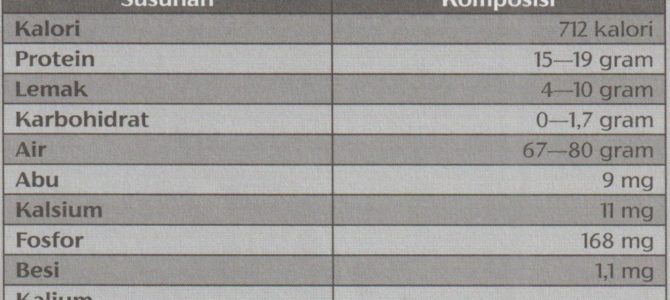 Susunan Komposisi
Kalori 712 kalori
Protein 15—19 gram
Lemak 4—10 gram
Karbohidrat 0—1,7 gram
Air 67—80 gram
Abu 9 mg
Kalsium 11 mg
Fosfor 168 mg
Besi 1,1 mg
Kalium